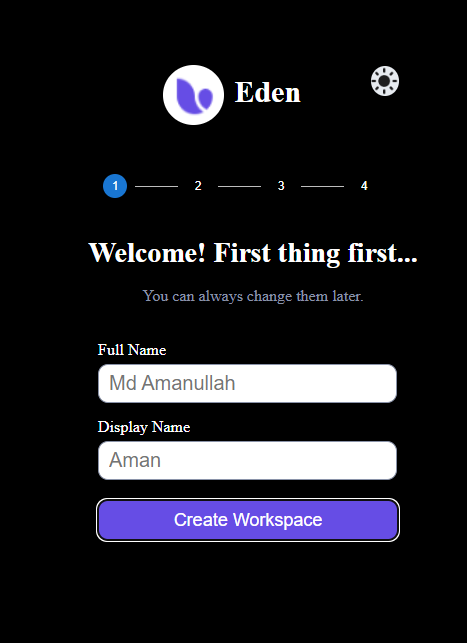 Eden
1 2 3 4
Welcome! First thing first...
You can always change them later.
Full Name
Md Amanullah
Display Name
Aman
Create Workspace